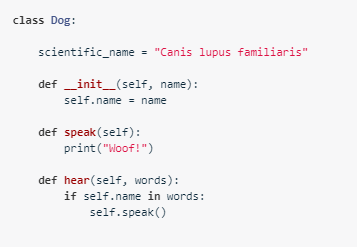 class Dog:
    scientific_name = "Canis lupus familiaris"
    def __init__(self, name):
        self.name = name
    def speak(self):
        print("Woof!")
    def hear(self, words):
        if self.name in words:
            self.speak()